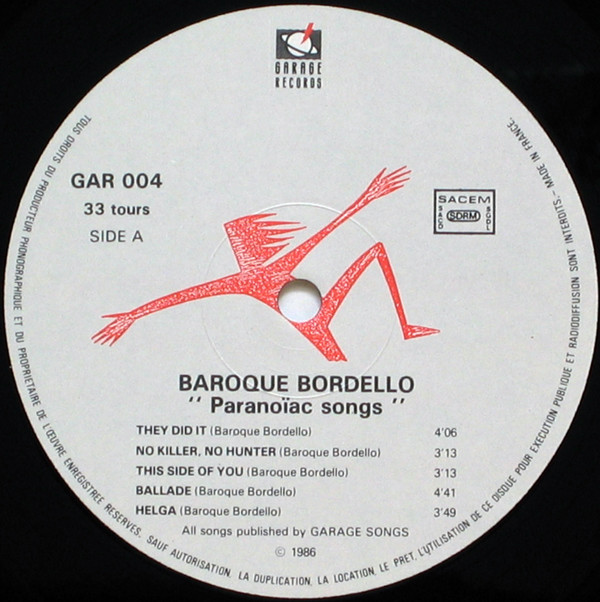 GARAGE
RECORDS
GAR 004
33 tours
SIDE A
SACEM
SACD SDRM SGDL
BAROQUE BORDELLO
‘‘ Paranoïac songs ’’
THEY DID IT (Baroque Bordello) 4'06
NO KILLER, NO HUNTER (Baroque Bordello) 3'13
THIS SIDE OF YOU (Baroque Bordello) 3'13
BALLADE (Baroque Bordello) 4'41
HELGA (Baroque Bordello) 3'49
All songs published by GARAGE SONGS
© 1986
TOUS DROITS DU PRODUCTEUR PHONOGRAPHIQUE ET DU PROPRIETAIRE DE L'ŒUVRE ENREGISTREE RESERVES. SAUF AUTORISATION, LA DUPLICATION, LA LOCATION, LE PRET, L'UTILISATION DE CE DISQUE POUR EXECUTION PUBLIQUE ET RADIODIFFUSION SONT INTERDITS.- MADE IN FRANCE.